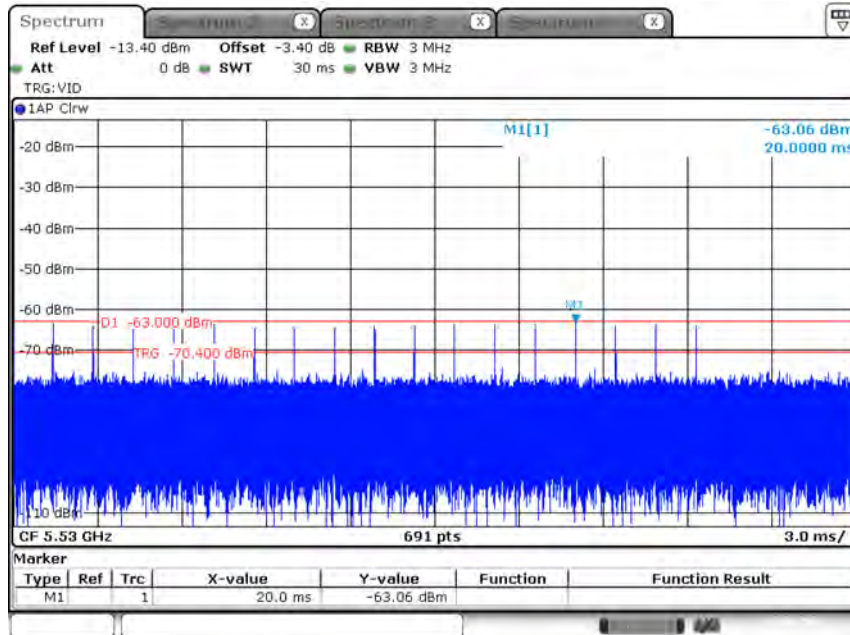 Spectrum
Ref Level -13.40 dBm Offset -3.40 dB RBW 3 MHz
Att 0 dB SWT 30 ms VBW 3 MHz
TRG:VID
1AP Clrw
M1[1] -63.06 dBm
20.0000 ms
-20 dBm
-30 dBm
-40 dBm
-50 dBm
-60 dBm
M1
D1 -63.000 dBm
-70 dBm
TRG -70.400 dBm
-110 dBm
CF 5.53 GHz 691 pts 3.0 ms/
Marker
Type Ref Trc X-value Y-value Function Function Result
M1 1 20.0 ms -63.06 dBm